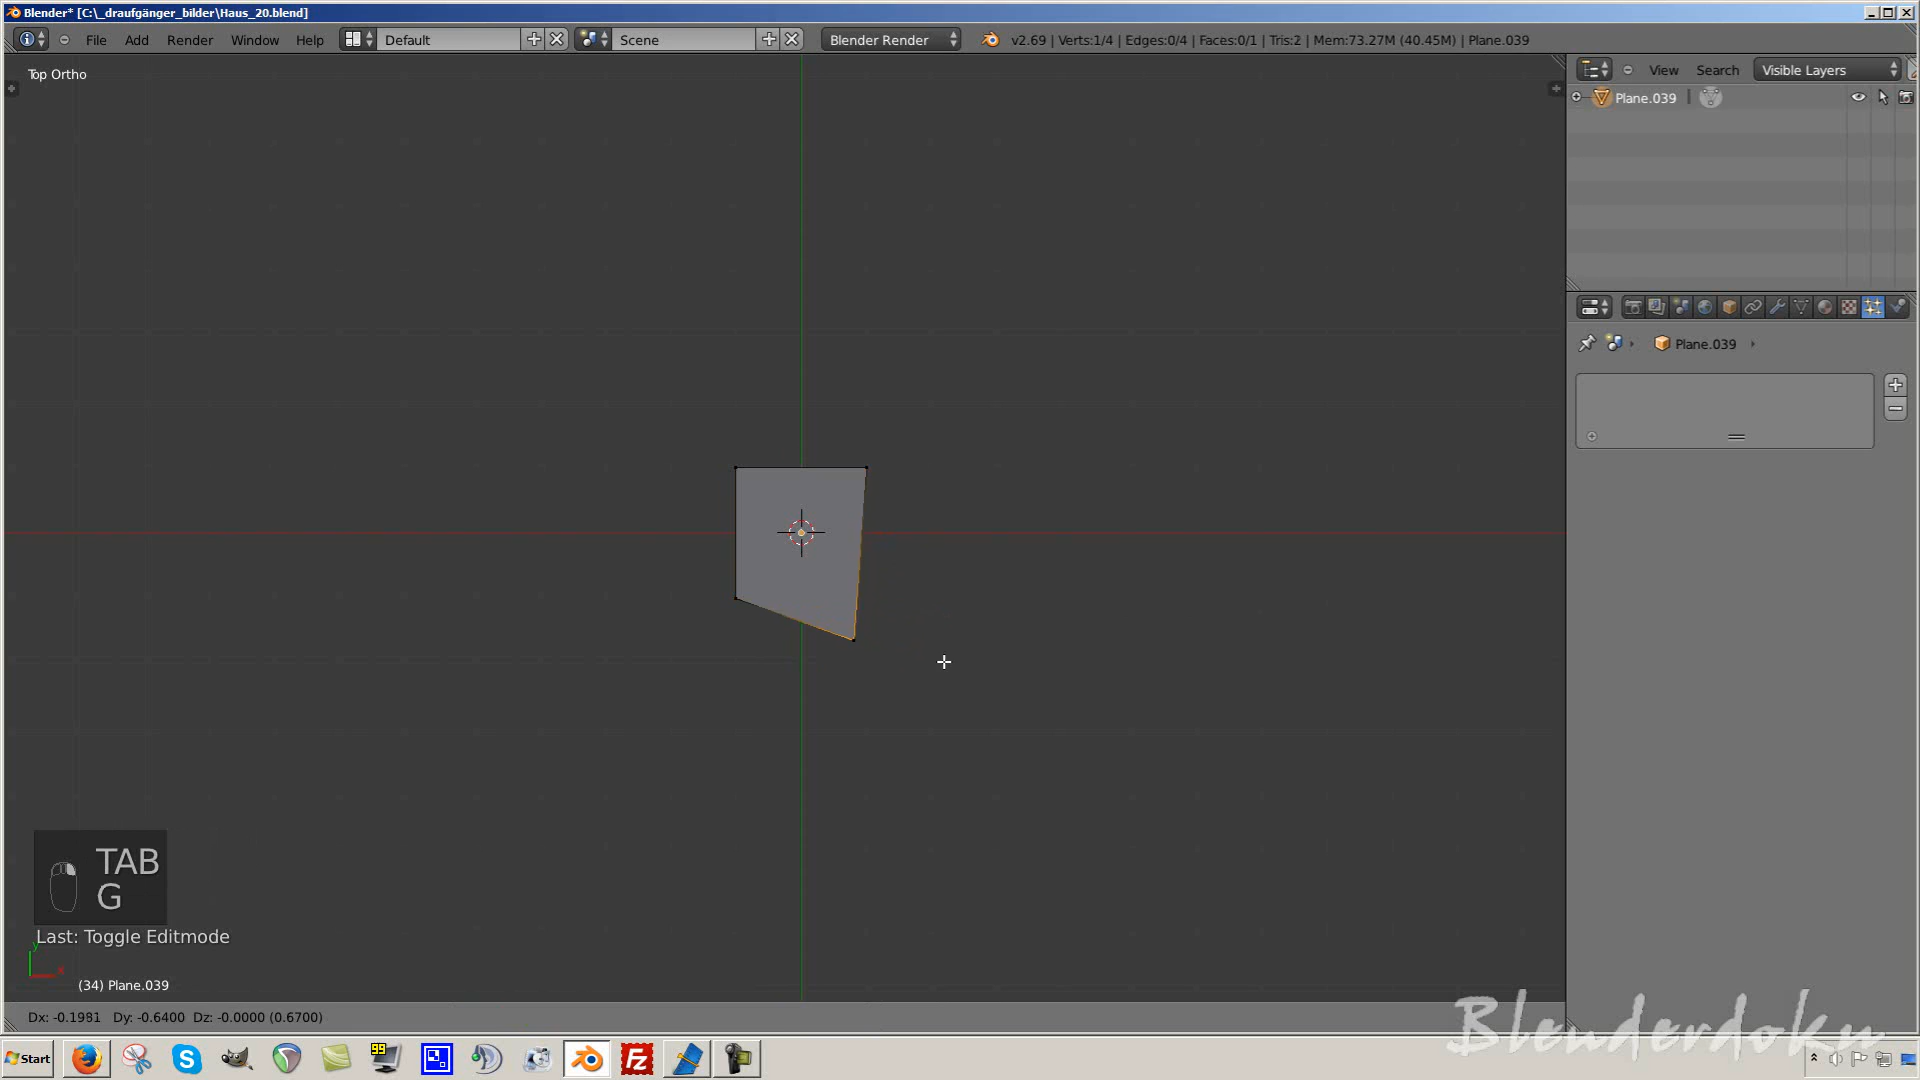 Blender* [C:\_draufgänger_bilder\Haus_20.blend]
File Add Render Window Help Default Scene Blender Render v2.69 | Verts:1/4 | Edges:0/4 | Faces:0/1 | Tris:2 | Mem:73.27M (40.45M) | Plane.039
Top Ortho
View Search Visible Layers
Plane.039
Plane.039
TAB
G
Last: Toggle Editmode
y
x
(34) Plane.039
Dx: -0.1981 Dy: -0.6400 Dz: -0.0000 (0.6700)
Blenderdoku
Start
99
FZ